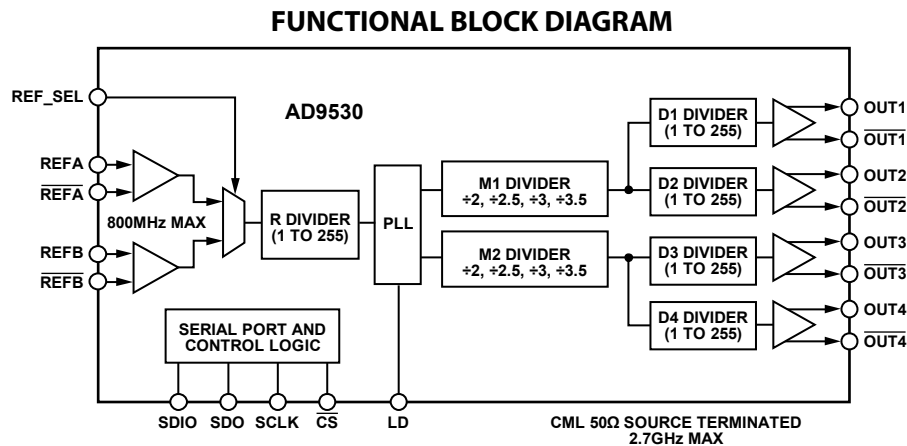 FUNCTIONAL BLOCK DIAGRAM
REF_SEL
AD9530
REFA
REFA
800MHz MAX
REFB
REFB
R DIVIDER
(1 TO 255)
PLL
M1 DIVIDER
÷2, ÷2.5, ÷3, ÷3.5
M2 DIVIDER
÷2, ÷2.5, ÷3, ÷3.5
D1 DIVIDER
(1 TO 255)
D2 DIVIDER
(1 TO 255)
D3 DIVIDER
(1 TO 255)
D4 DIVIDER
(1 TO 255)
OUT1
OUT1
OUT2
OUT2
OUT3
OUT3
OUT4
OUT4
SERIAL PORT AND
CONTROL LOGIC
SDIO
SDO
SCLK
CS
LD
CML 50Ω SOURCE TERMINATED
2.7GHz MAX